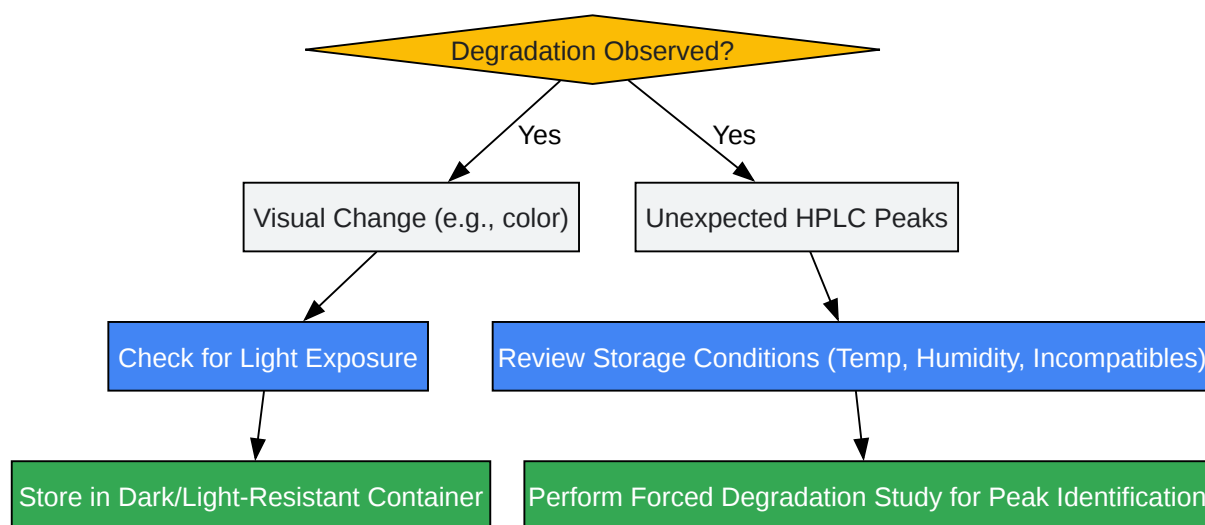 Degradation Observed?
Yes
Yes
Visual Change (e.g., color)
Unexpected HPLC Peaks
Check for Light Exposure
Review Storage Conditions (Temp, Humidity, Incompatibles)
Store in Dark/Light-Resistant Container
Perform Forced Degradation Study for Peak Identification